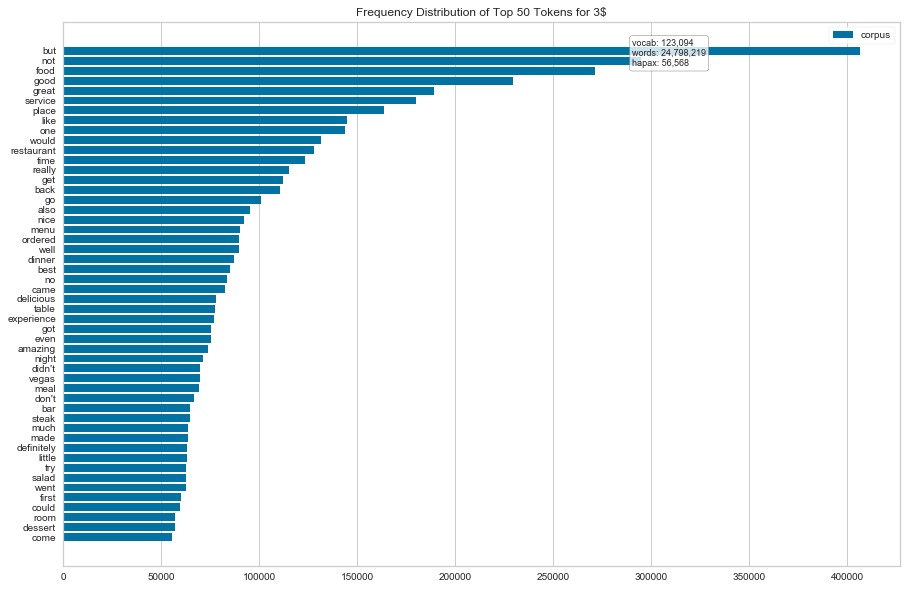 Frequency Distribution of Top 50 Tokens for 3$
corpus
vocab: 123,094
words: 24,798,219
hapax: 56,568
but
not
food
good
great
service
place
like
one
would
restaurant
time
really
get
back
go
also
nice
menu
ordered
well
dinner
best
no
came
delicious
table
experience
got
even
amazing
night
didn't
vegas
meal
don't
bar
steak
much
made
definitely
little
try
salad
went
first
could
room
dessert
come
0 50000 100000 150000 200000 250000 300000 350000 400000